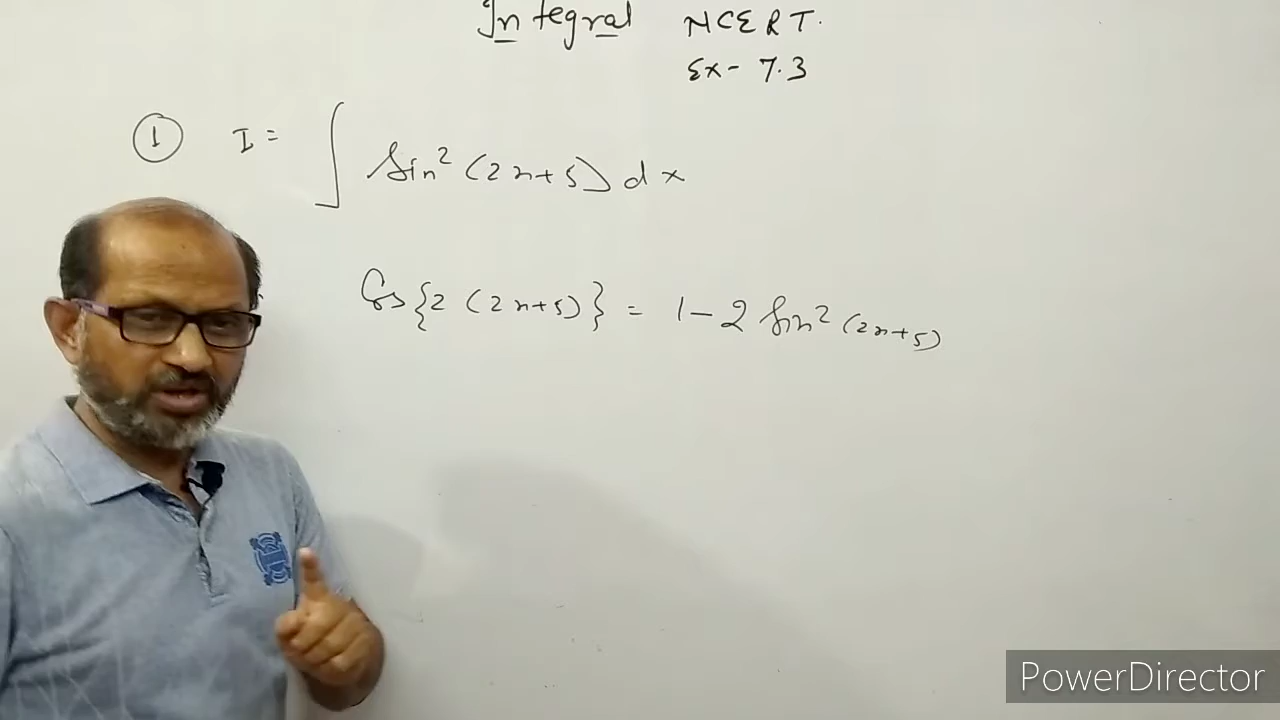 Integral NCERT.
Ex- 7.3
① I = ∫ Sin² (2x+5) dx
Cos{2 (2x+5)} = 1-2 Sin² (2x+5)
PowerDirector